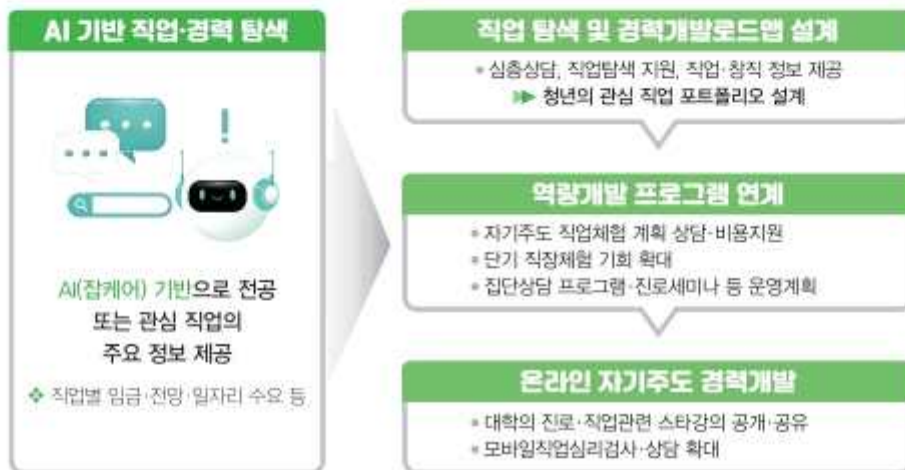 AI 기반 직업·경력 탐색
AI(잡케어) 기반으로 전공
또는 관심 직업의
주요 정보 제공
❖ 직업별 임금·전망·일자리 수요 등
직업 탐색 및 경력개발로드맵 설계
• 심층상담, 직업탐색 지원, 직업·창직 정보 제공
▶▶ 청년의 관심 직업 포트폴리오 설계
역량개발 프로그램 연계
• 자기주도 직업체험 계획 상담·비용지원
• 단기 직장체험 기회 확대
• 집단상담 프로그램·진로세미나 등 운영계획
온라인 자기주도 경력개발
• 대학의 진로·직업관련 스타강의 공개·공유
• 모바일직업심리검사·상담 확대